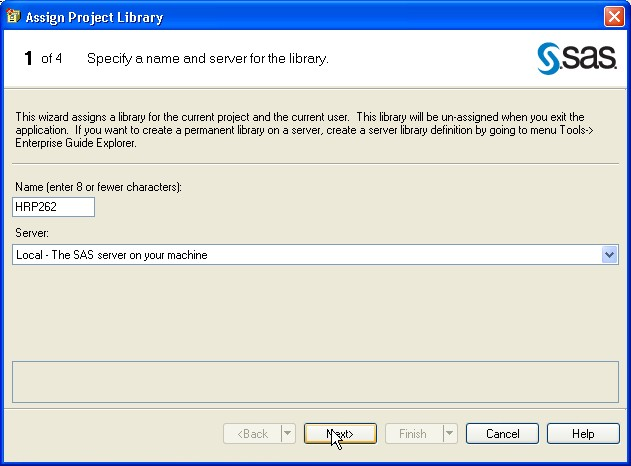 Assign Project Library
1 of 4 Specify a name and server for the library.
sas.
This wizard assigns a library for the current project and the current user. This library will be un-assigned when you exit the
application. If you want to create a permanent library on a server, create a server library definition by going to menu Tools->
Enterprise Guide Explorer.
Name (enter 8 or fewer characters):
HRP262
Server:
Local - The SAS server on your machine
<Back Next> Finish Cancel Help